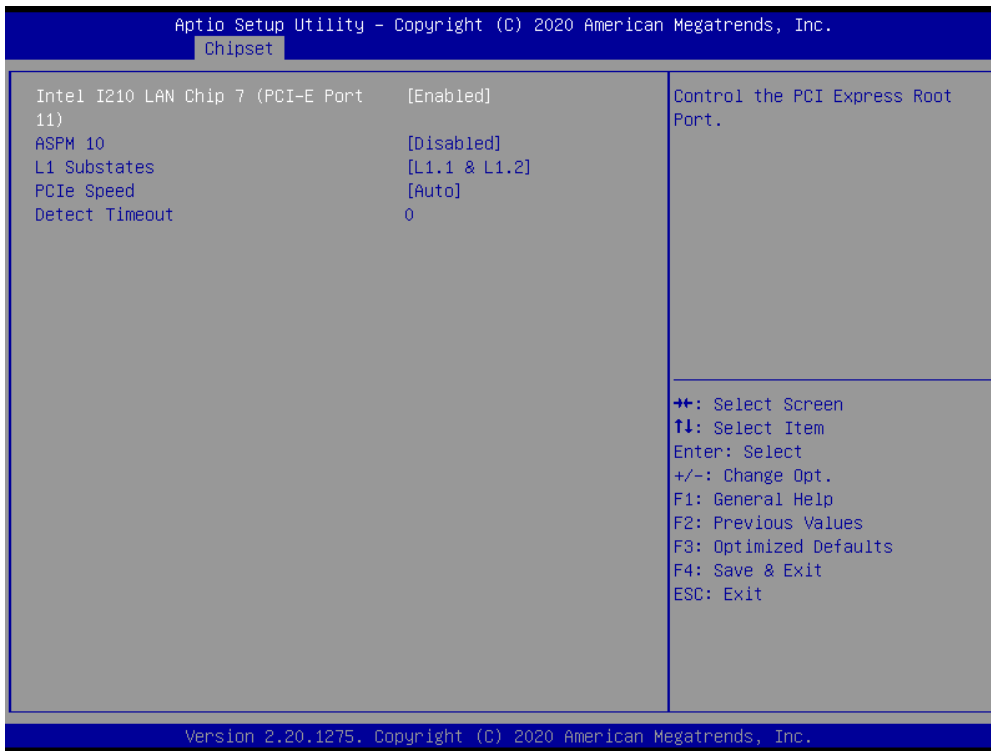 Aptio Setup Utility – Copyright (C) 2020 American Megatrends, Inc.
Chipset
Intel I210 LAN Chip 7 (PCI-E Port 11) [Enabled]
ASPM 10 [Disabled]
L1 Substates [L1.1 & L1.2]
PCIe Speed [Auto]
Detect Timeout 0
Control the PCI Express Root
Port.
→←: Select Screen
↑↓: Select Item
Enter: Select
+/-: Change Opt.
F1: General Help
F2: Previous Values
F3: Optimized Defaults
F4: Save & Exit
ESC: Exit
Version 2.20.1275. Copyright (C) 2020 American Megatrends, Inc.